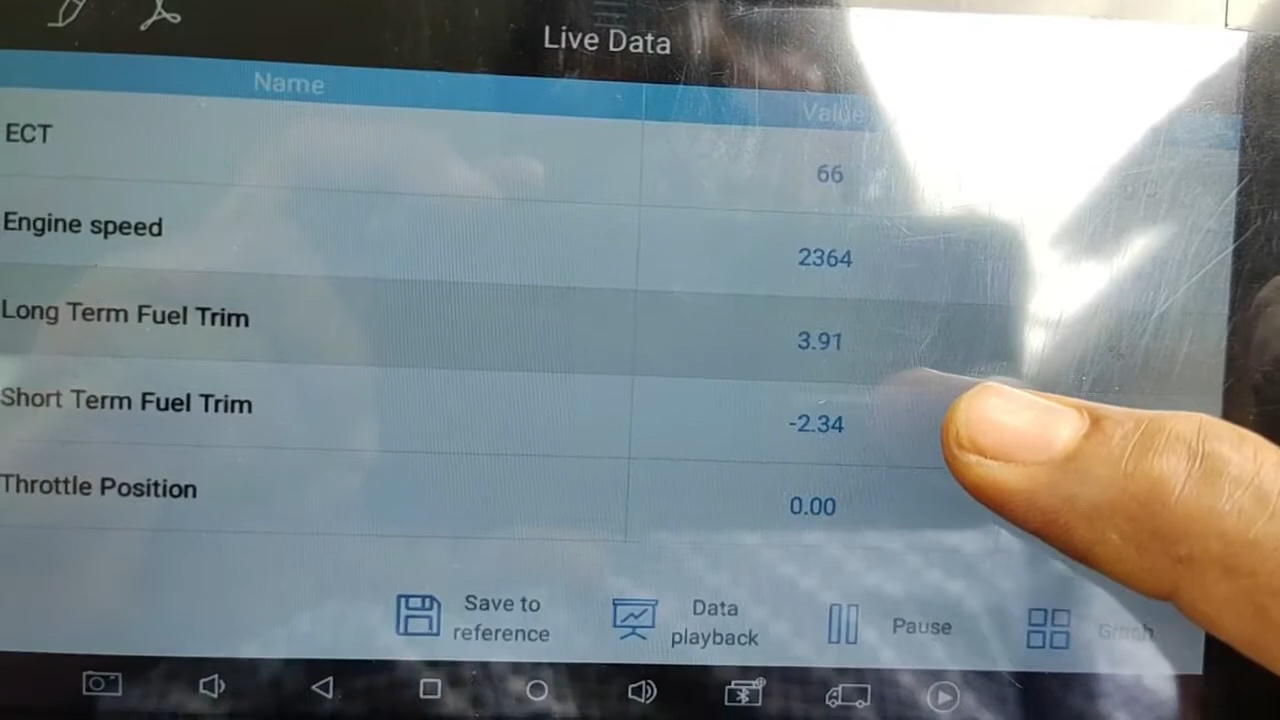 Live Data
Name Value
ECT 66
Engine speed 2364
Long Term Fuel Trim 3.91
Short Term Fuel Trim -2.34
Throttle Position 0.00
Save to
reference
Data
playback
Pause
Graph